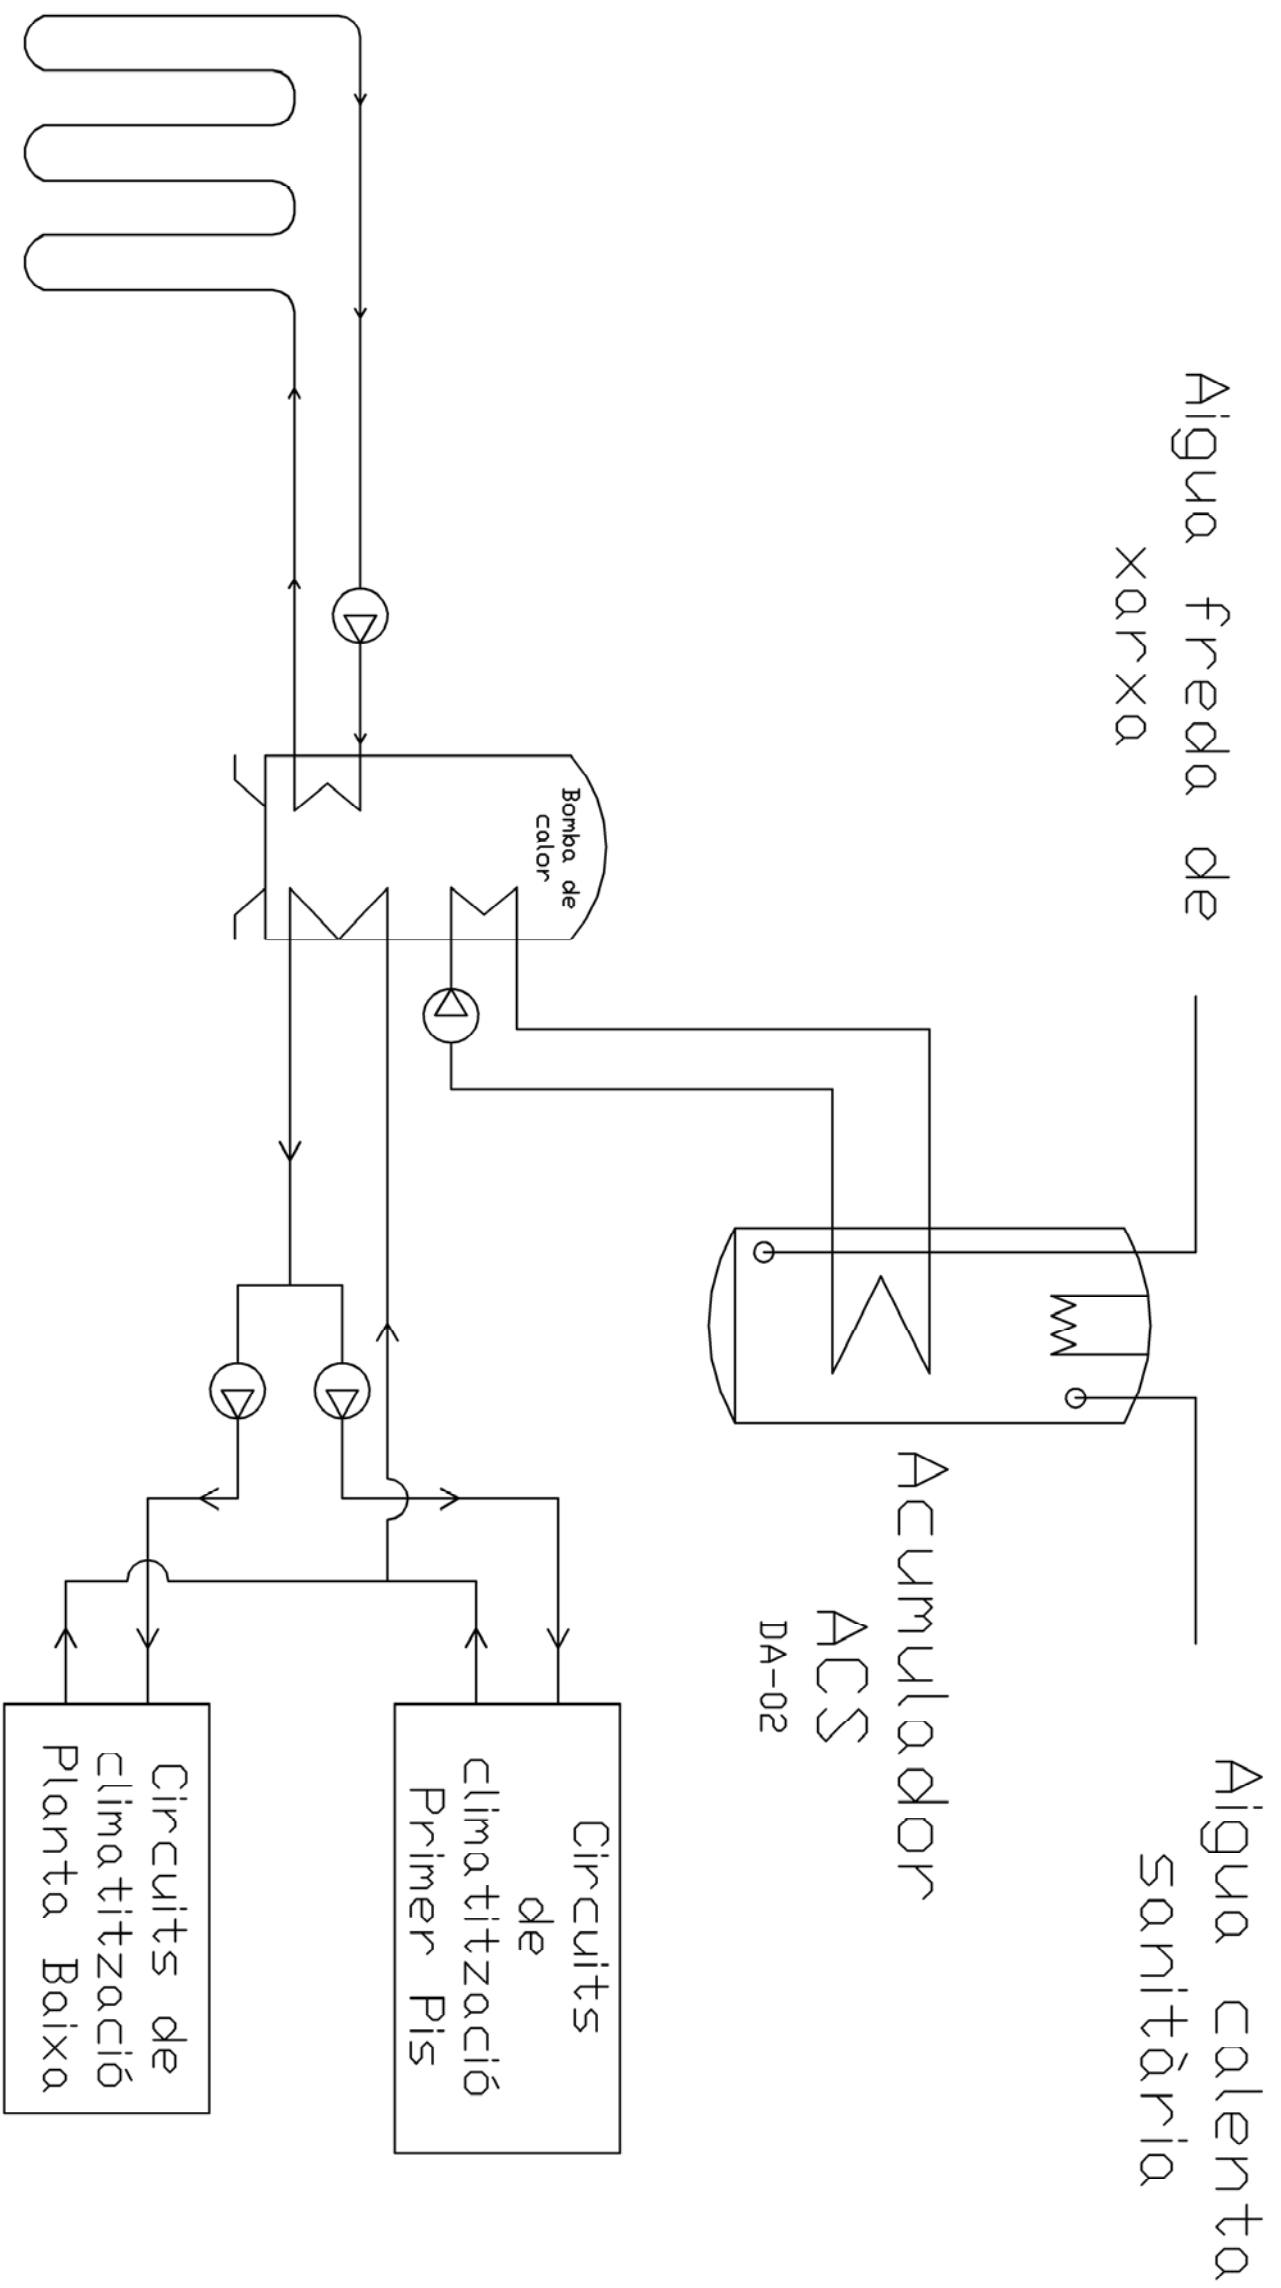 Aigua freda de
xarxa
Aigua calenta
sanitària
Acumulador
ACS
DA-02
Bomba de
calor
Circuits
de
climatització
Primer Pis
Circuits de
climatització
Planta Baixa